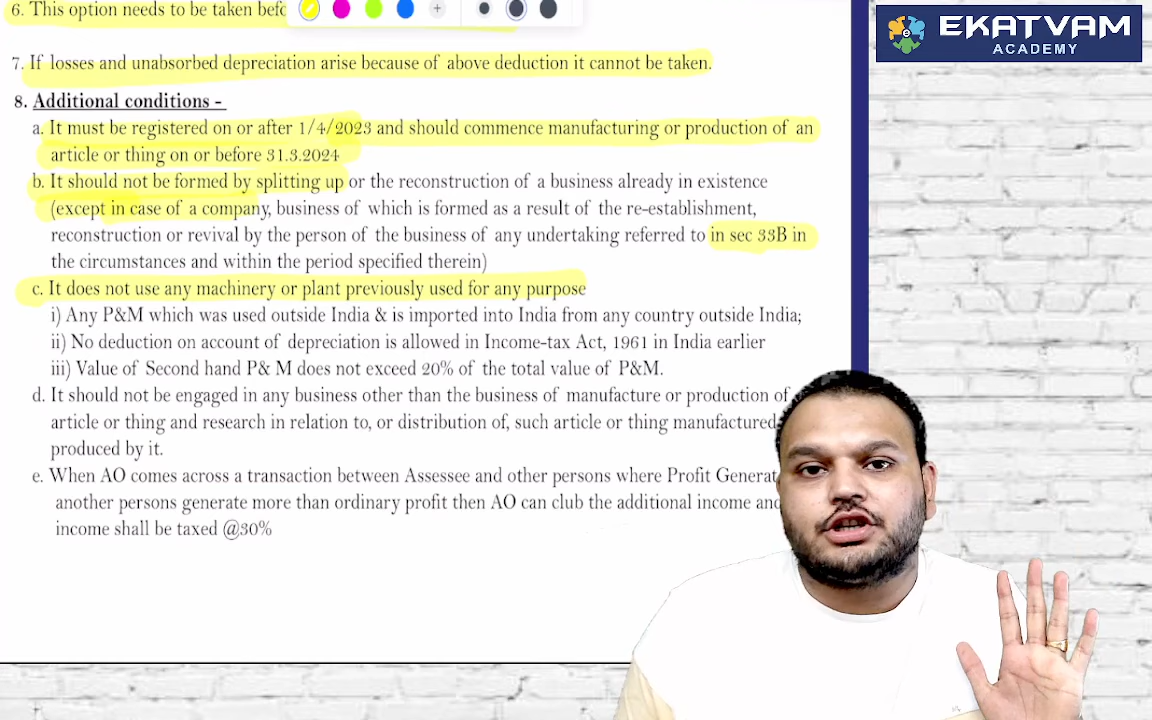 6. This option needs to be taken
EKATVAM
ACADEMY
7. If losses and unabsorbed depreciation arise because of above deduction it cannot be taken.
8. Additional conditions -
a. It must be registered on or after 1/4/2023 and should commence manufacturing or production of an
article or thing on or before 31.3.2024
b. It should not be formed by splitting up or the reconstruction of a business already in existence
(except in case of a company, business of which is formed as a result of the re-establishment,
reconstruction or revival by the person of the business of any undertaking referred to in sec 33B in
the circumstances and within the period specified therein)
c. It does not use any machinery or plant previously used for any purpose
i) Any P&M which was used outside India & is imported into India from any country outside India;
ii) No deduction on account of depreciation is allowed in Income-tax Act, 1961 in India earlier
iii) Value of Second hand P& M does not exceed 20% of the total value of P&M.
d. It should not be engaged in any business other than the business of manufacture or production of
article or thing and research in relation to, or distribution of, such article or thing manufactured
produced by it.
e. When AO comes across a transaction between Assessee and other persons where Profit
another persons generate more than ordinary profit then AO can club the additional income
income shall be taxed @30%